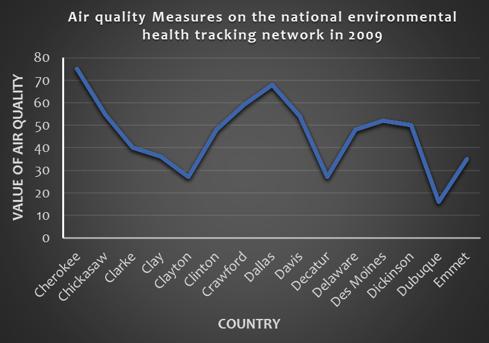 Air quality Measures on the national environmental
health tracking network in 2009
VALUE OF AIR QUALITY
80
70
60
50
40
30
20
10
0
Cherokee
Chickasaw
Clarke
Clay
Clayton
Clinton
Crawford
Dallas
Davis
Decatur
Delaware
Des Moines
Dickinson
Dubuque
Emmet
COUNTRY